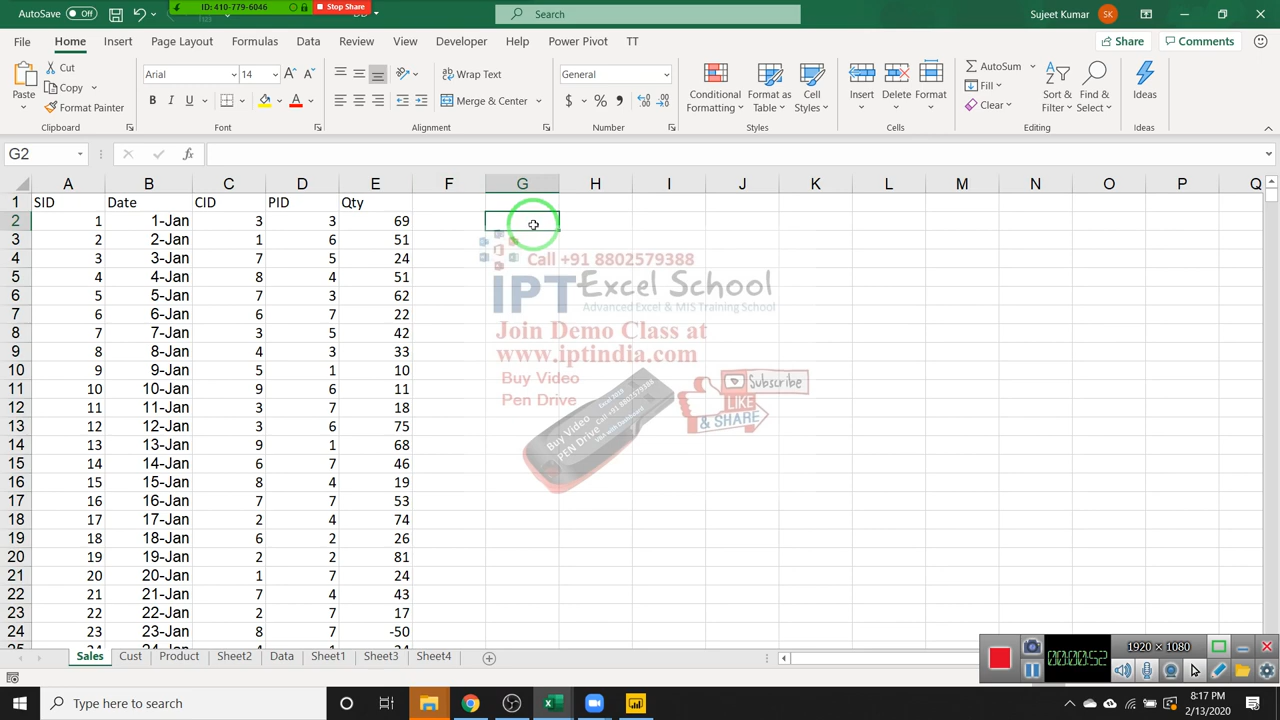 AutoSave Off
ID: 410-779-6046 Stop Share
Search
Sujeet Kumar SK
File Home Insert Page Layout Formulas Data Review View Developer Help Power Pivot TT
Share Comments
Paste Cut Copy Format Painter
Arial 14
B I U
Wrap Text
Merge & Center
General
$ % ,
Conditional Formatting
Format as Table
Cell Styles
Insert Delete Format
AutoSum
Fill
Clear
Sort & Filter
Find & Select
Ideas
Clipboard Font Alignment Number Styles Cells Editing Ideas
G2 fx
A B C D E F G H I J K L M N O P Q
1 SID Date CID PID Qty
2 1 1-Jan 3 3 69
3 2 2-Jan 1 6 51
4 3 3-Jan 7 5 24
5 4 4-Jan 8 4 51
6 5 5-Jan 7 3 62
7 6 6-Jan 6 7 22
8 7 7-Jan 3 5 42
9 8 8-Jan 4 3 33
10 9 9-Jan 5 1 10
11 10 10-Jan 9 6 11
12 11 11-Jan 3 7 18
13 12 12-Jan 3 6 75
14 13 13-Jan 9 1 68
15 14 14-Jan 6 7 46
16 15 15-Jan 8 4 19
17 16 16-Jan 7 7 53
18 17 17-Jan 2 4 74
19 18 18-Jan 6 2 26
20 19 19-Jan 2 2 81
21 20 20-Jan 1 7 24
22 21 21-Jan 7 4 43
23 22 22-Jan 2 7 17
24 23 23-Jan 8 7 -50
Call +91 8802579388
IPT Excel School
Advanced Excel & MIS Training School
Join Demo Class at
www.iptindia.com
Buy Video
Pen Drive
Subscribe
LIKE
& SHARE
Buy Video
PEN Drive
Call +91 8802579388
Sales Cust Product Sheet2 Data Sheet1 Sheet3 Sheet4
1920 × 1080
00:00:52
Type here to search
8:17 PM
2/13/2020